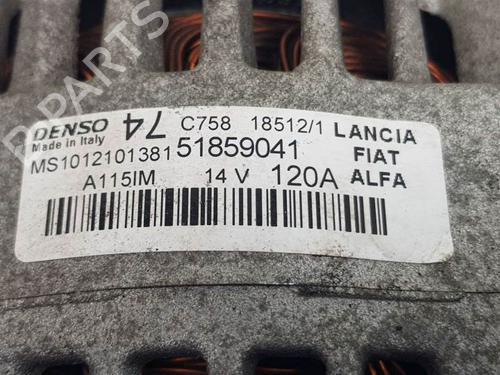 DENSO 74 C758 18512/1 LANCIA
Made in Italy
MS1012101381 51859041 FIAT
A115IM 14 V 120A ALFA
B-PARTS